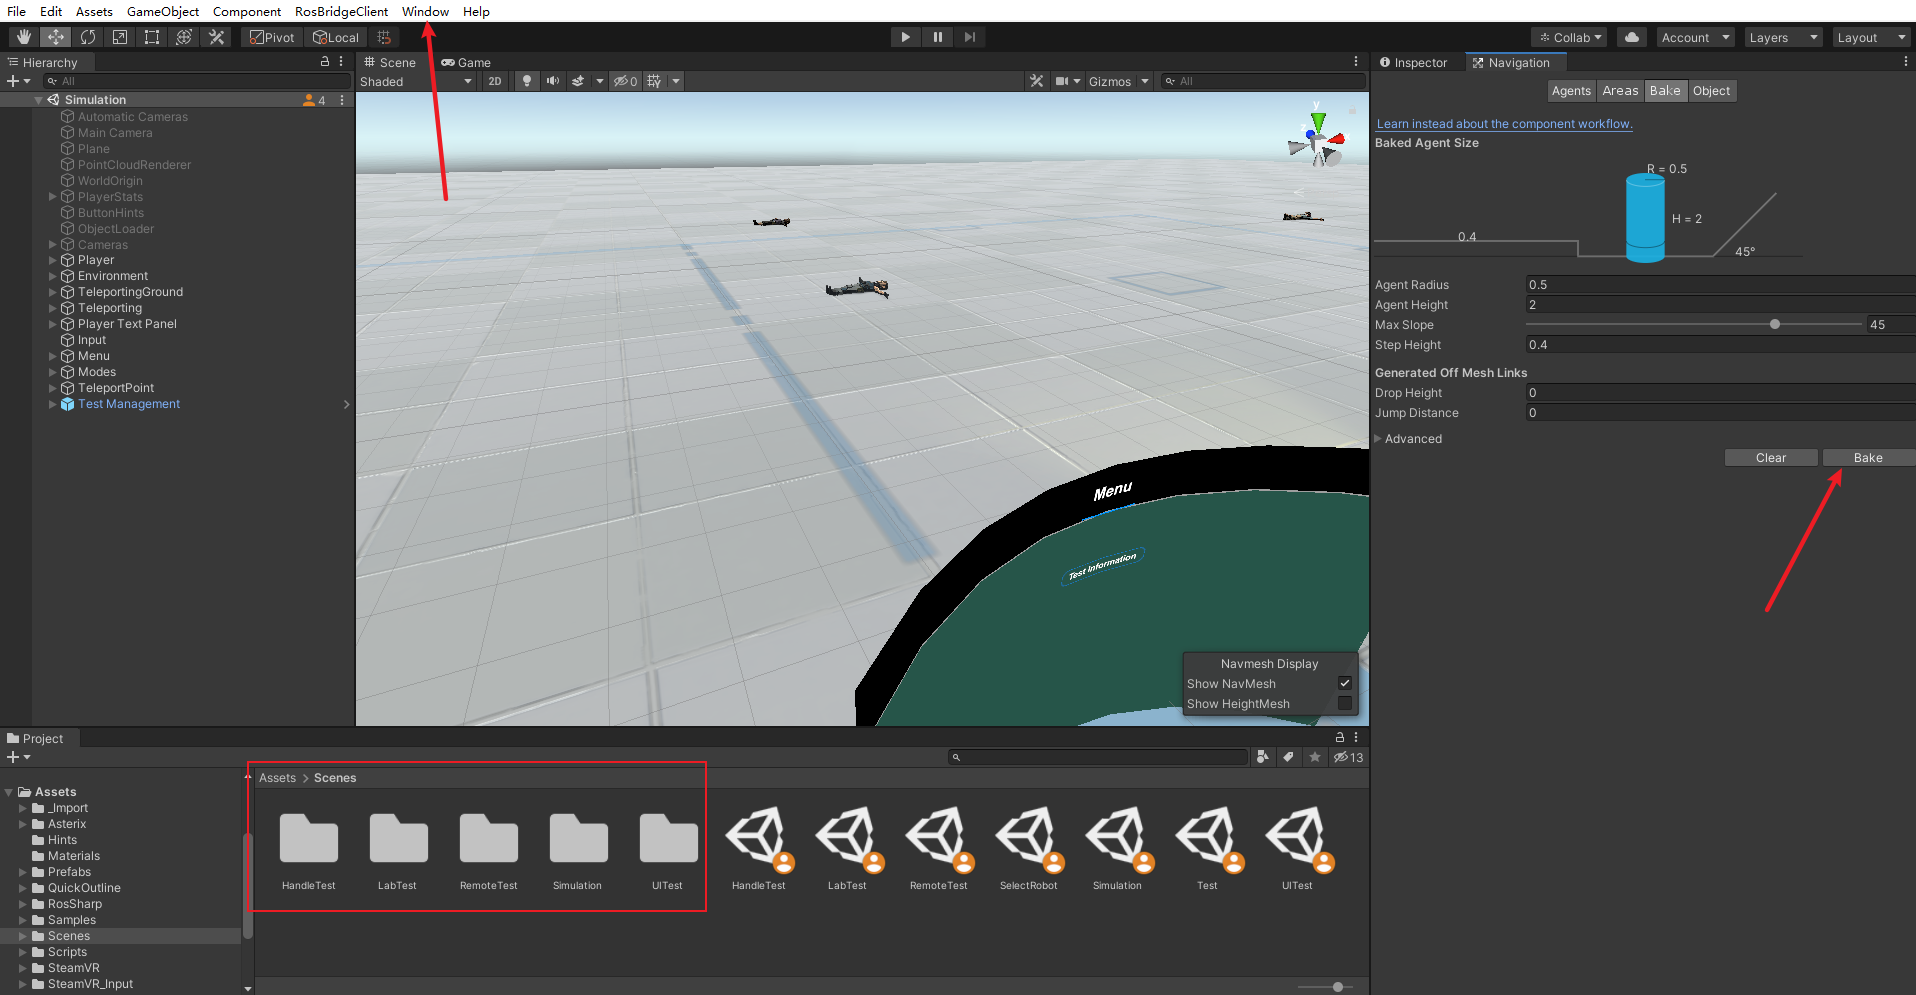 File Edit Assets GameObject Component RosBridgeClient Window Help
Pivot Local Collab Account Layers Layout
Hierarchy
All
Simulation 4
Automatic Cameras
Main Camera
Plane
PointCloudRenderer
WorldOrigin
PlayerStats
ButtonHints
ObjectLoader
Cameras
Player
Environment
TeleportingGround
Teleporting
Player Text Panel
Input
Menu
Modes
TeleportPoint
Test Management
Scene Game
Shaded 2D 0 Gizmos All
y
Menu
Test Information
Navmesh Display
Show NavMesh
Show HeightMesh
Inspector Navigation
Agents Areas Bake Object
Learn instead about the component workflow.
Baked Agent Size
R = 0.5
H = 2
0.4
45°
Agent Radius 0.5
Agent Height 2
Max Slope 45
Step Height 0.4
Generated Off Mesh Links
Drop Height 0
Jump Distance 0
Advanced
Clear Bake
Project
13
Assets
_Import
Asterix
Hints
Materials
Prefabs
QuickOutline
RosSharp
Samples
Scenes
Scripts
SteamVR
SteamVR_Input
Assets > Scenes
HandleTest LabTest RemoteTest Simulation UITest HandleTest LabTest RemoteTest SelectRobot Simulation Test UITest